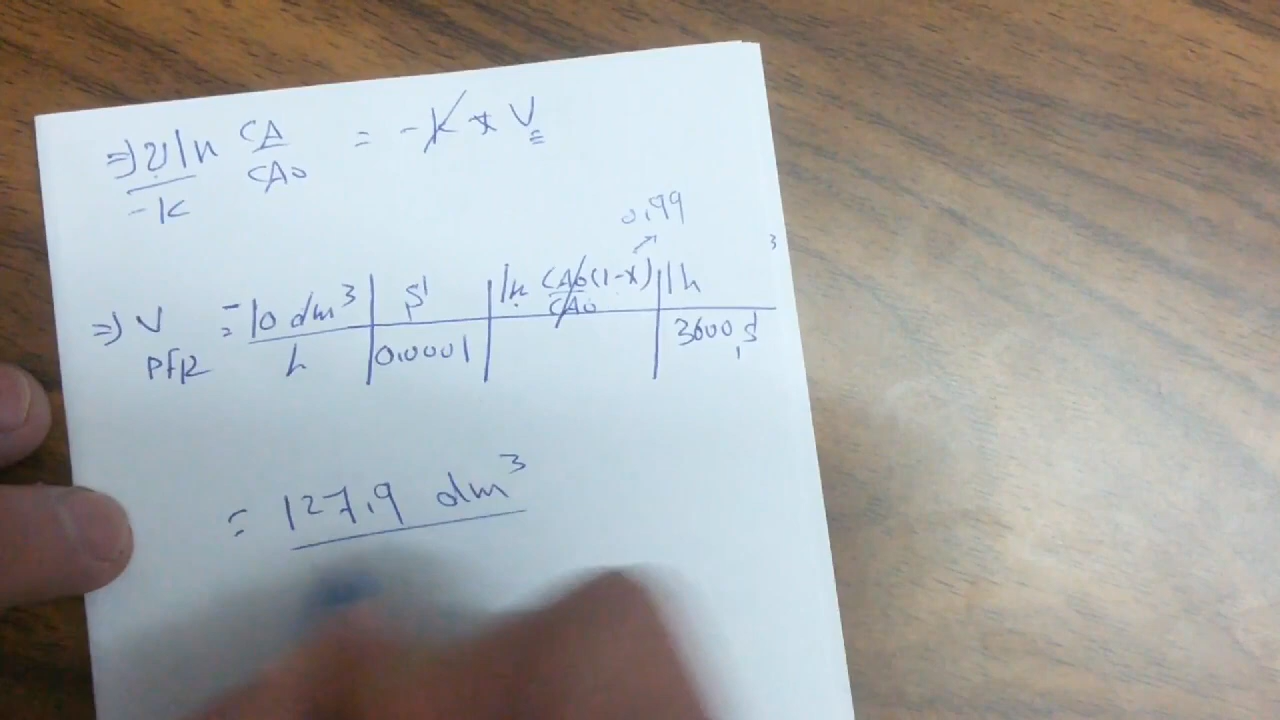 ⇒ υ ln CA = -K * V
-K CA0
0.99
3
⇒ V = -10 dm³ | s | ln CA0(1-x) | 1h
PFR h | 0.0001 | CA0 | 3600 s
= 127.9 dm³